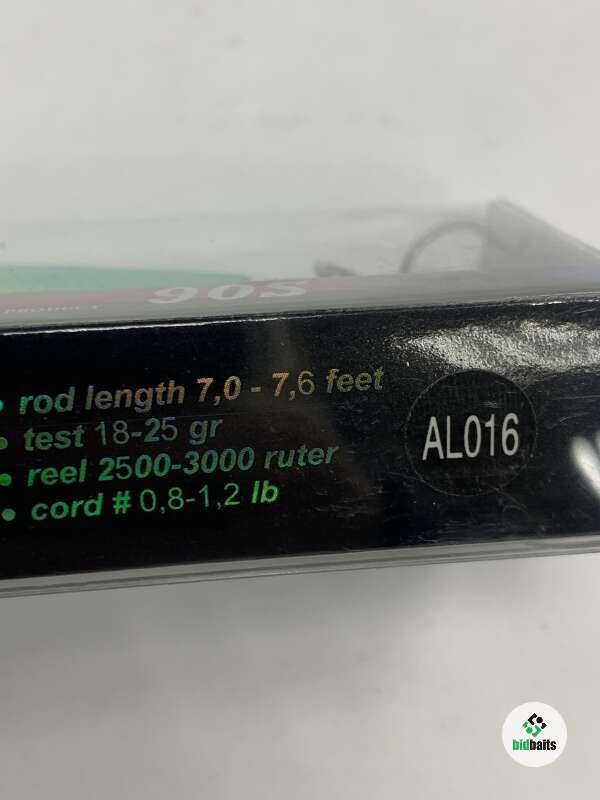 PRODUCT 90S
• rod length 7,0 - 7,6 feet
• test 18-25 gr
• reel 2500-3000 ruter
• cord # 0,8-1,2 lb
AL016
bidbaits